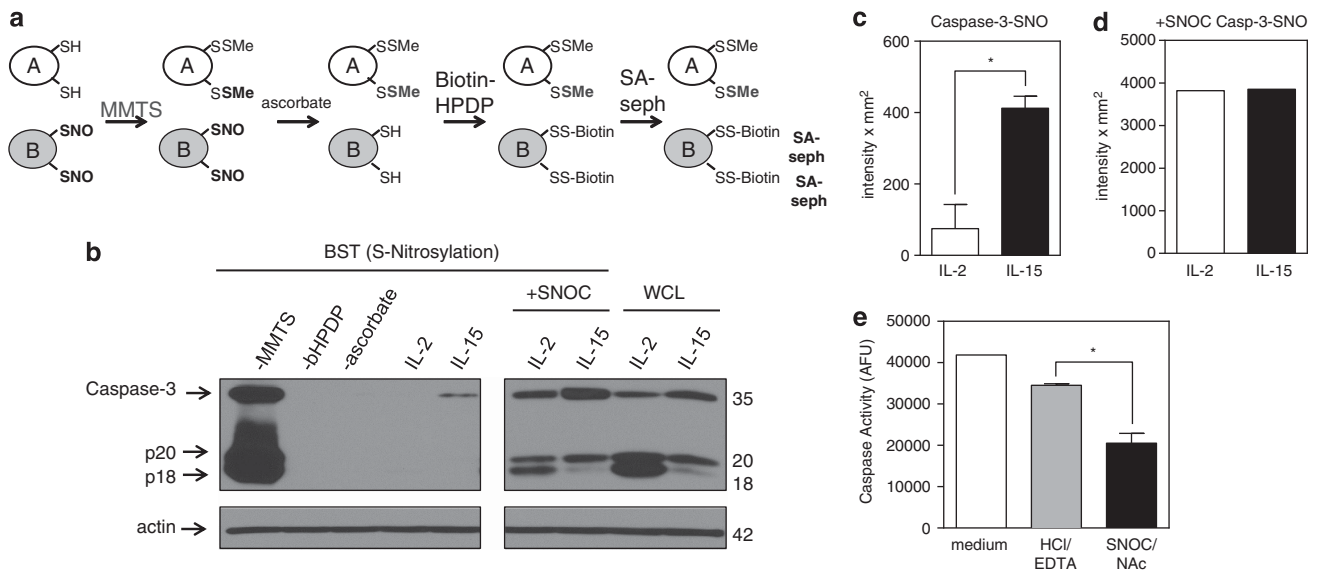 a
SH
A
SH
SNO
B
SNO
MMTS
SSMe
A
SSMe
SNO
B
SNO
ascorbate
SSMe
A
SSMe
SH
B
SH
Biotin-
HPDP
SSMe
A
SSMe
SS-Biotin
B
SS-Biotin
SA-
seph
SSMe
A
SSMe
SS-Biotin
B
SS-Biotin
SA-
seph
SA-
seph
b
BST (S-Nitrosylation)
+SNOC
WCL
-MMTS
-bHPDP
-ascorbate
IL-2
IL-15
IL-2
IL-15
IL-2
IL-15
Caspase-3
p20
p18
actin
35
20
18
42
c
Caspase-3-SNO
intensity x mm²
600
400
200
0
*
IL-2
IL-15
d
+SNOC Casp-3-SNO
intensity x mm²
5000
4000
3000
2000
1000
0
IL-2
IL-15
e
Caspase Activity (AFU)
50000
40000
30000
20000
10000
0
*
medium
HCl/
EDTA
SNOC/
NAc